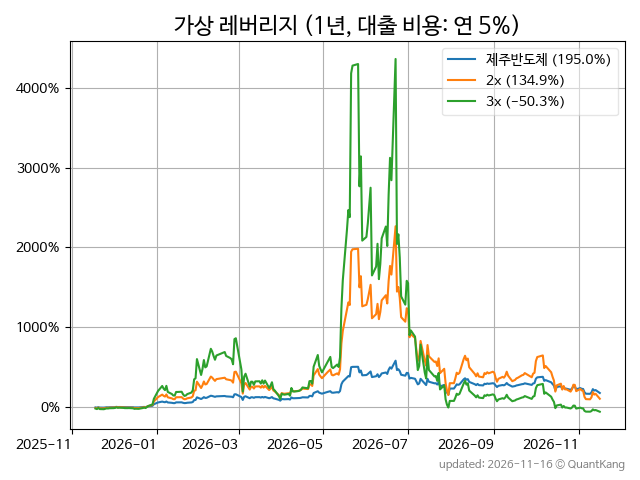 가상 레버리지 (1년, 대출 비용: 연 5%)
제주반도체 (195.0%)
2x (134.9%)
3x (−50.3%)
4000%
3000%
2000%
1000%
0%
2025-11
2026-01
2026-03
2026-05
2026-07
2026-09
2026-11
updated: 2026-11-16 © QuantKang